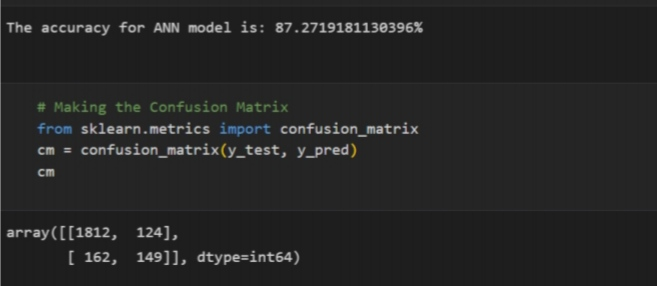 The accuracy for ANN model is: 87.2719181130396%
# Making the Confusion Matrix
from sklearn.metrics import confusion_matrix
cm = confusion_matrix(y_test, y_pred)
cm
array([[1812,  124],
       [ 162,  149]], dtype=int64)